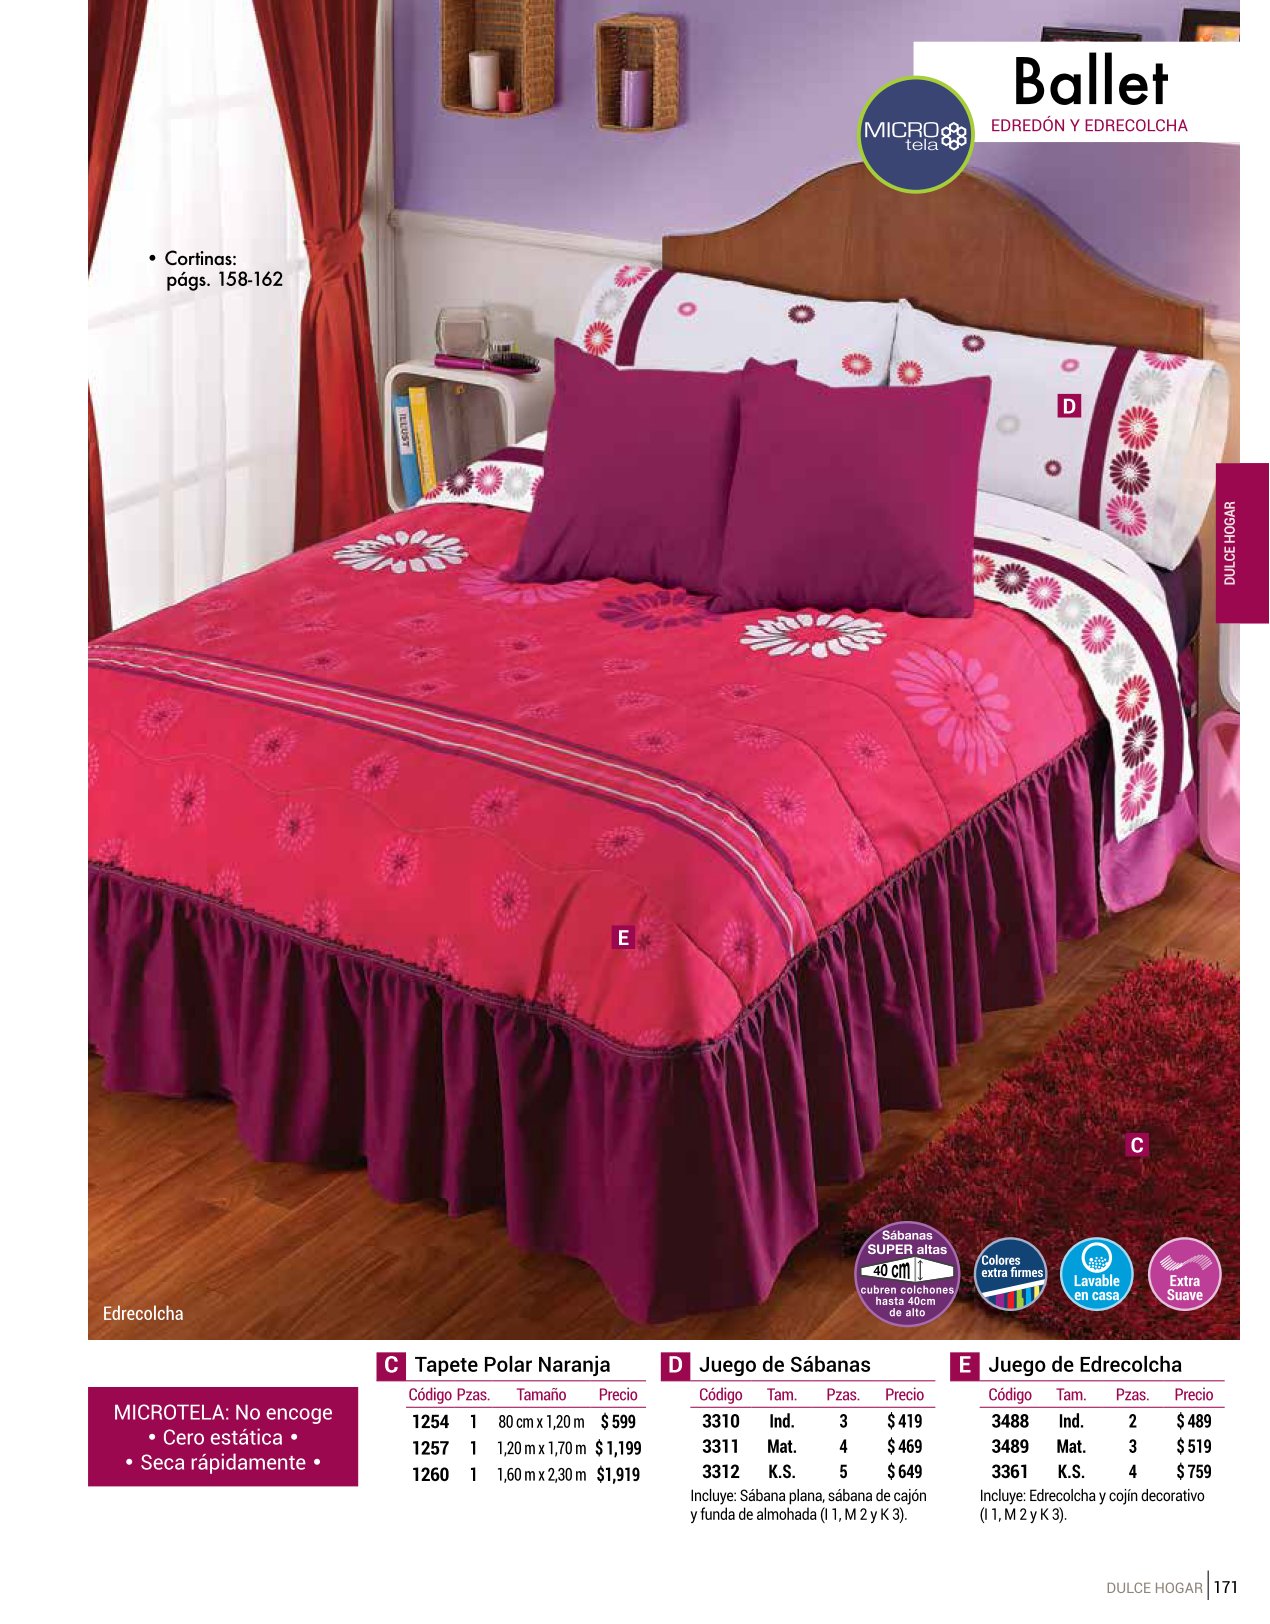 Ballet
EDREDÓN Y EDRECOLCHA
MICRO
tela
• Cortinas:
págs. 158-162
ILLUST
D
DULCE HOGAR
E
C
Sábanas
SUPER altas
40 cm
cubren colchones
hasta 40cm
de alto
Colores
extra firmes
Lavable
en casa
Extra
Suave
Edrecolcha
MICROTELA: No encoge
• Cero estática •
• Seca rápidamente •
C Tapete Polar Naranja
Código Pzas. Tamaño Precio
1254 1 80 cm x 1,20 m $ 599
1257 1 1,20 m x 1,70 m $ 1,199
1260 1 1,60 m x 2,30 m $1,919
D Juego de Sábanas
Código Tam. Pzas. Precio
3310 Ind. 3 $ 419
3311 Mat. 4 $ 469
3312 K.S. 5 $ 649
Incluye: Sábana plana, sábana de cajón
y funda de almohada (I 1, M 2 y K 3).
E Juego de Edrecolcha
Código Tam. Pzas. Precio
3488 Ind. 2 $ 489
3489 Mat. 3 $ 519
3361 K.S. 4 $ 759
Incluye: Edrecolcha y cojín decorativo
(I 1, M 2 y K 3).
DULCE HOGAR 171